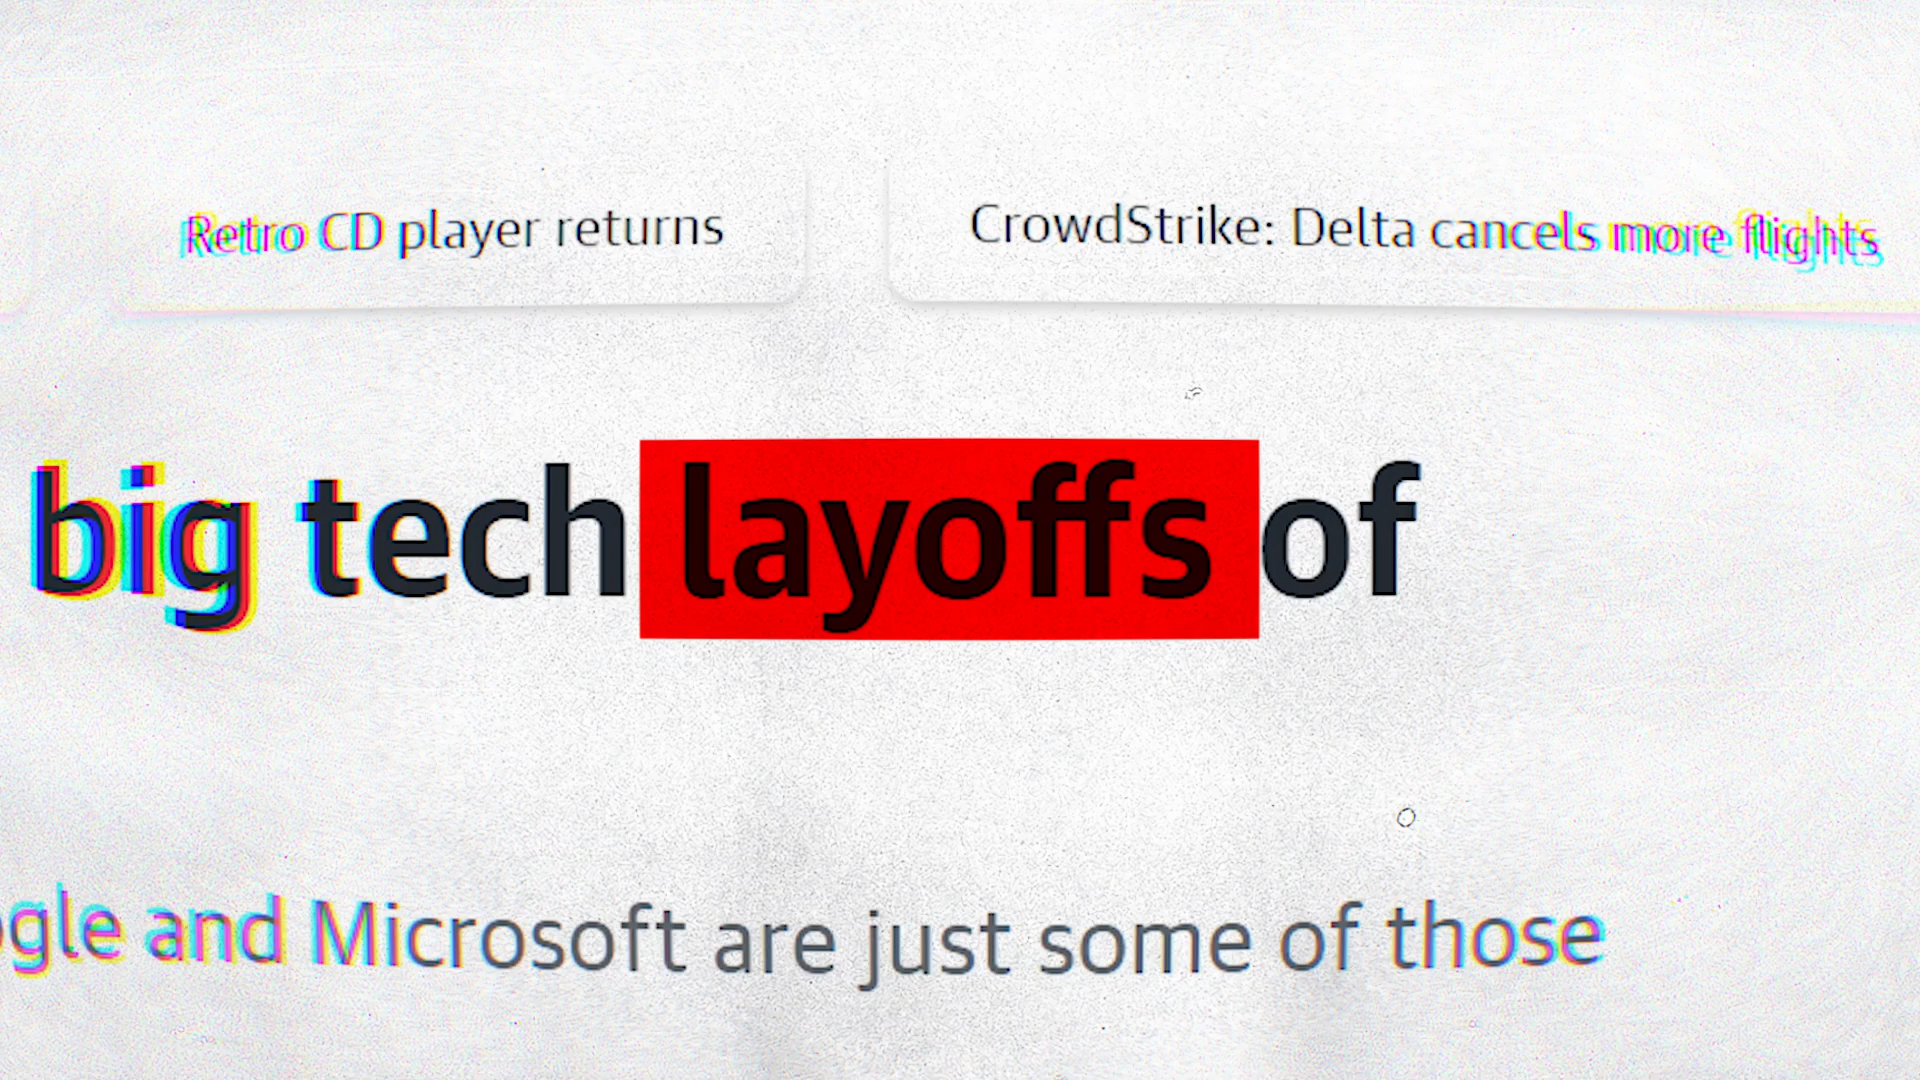 Retro CD player returns
CrowdStrike: Delta cancels more flights
big tech layoffs of
ogle and Microsoft are just some of those